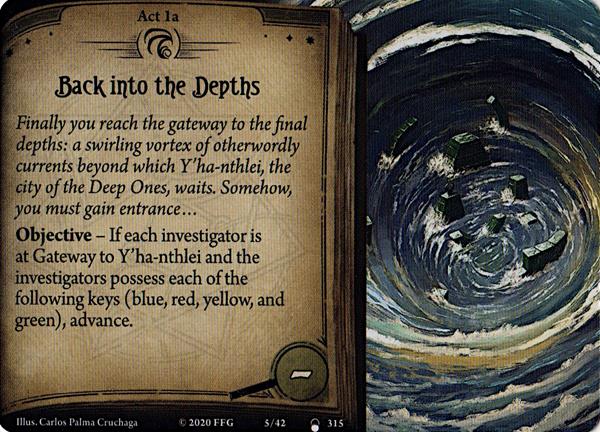 Act 1a
Back into the Depths
Finally you reach the gateway to the final
depths: a swirling vortex of otherwordly
currents beyond which Y'ha-nthlei, the
city of the Deep Ones, waits. Somehow,
you must gain entrance…
Objective – If each investigator is
at Gateway to Y'ha-nthlei and the
investigators possess each of the
following keys (blue, red, yellow, and
green), advance.
–
Illus. Carlos Palma Cruchaga © 2020 FFG 5/42 315